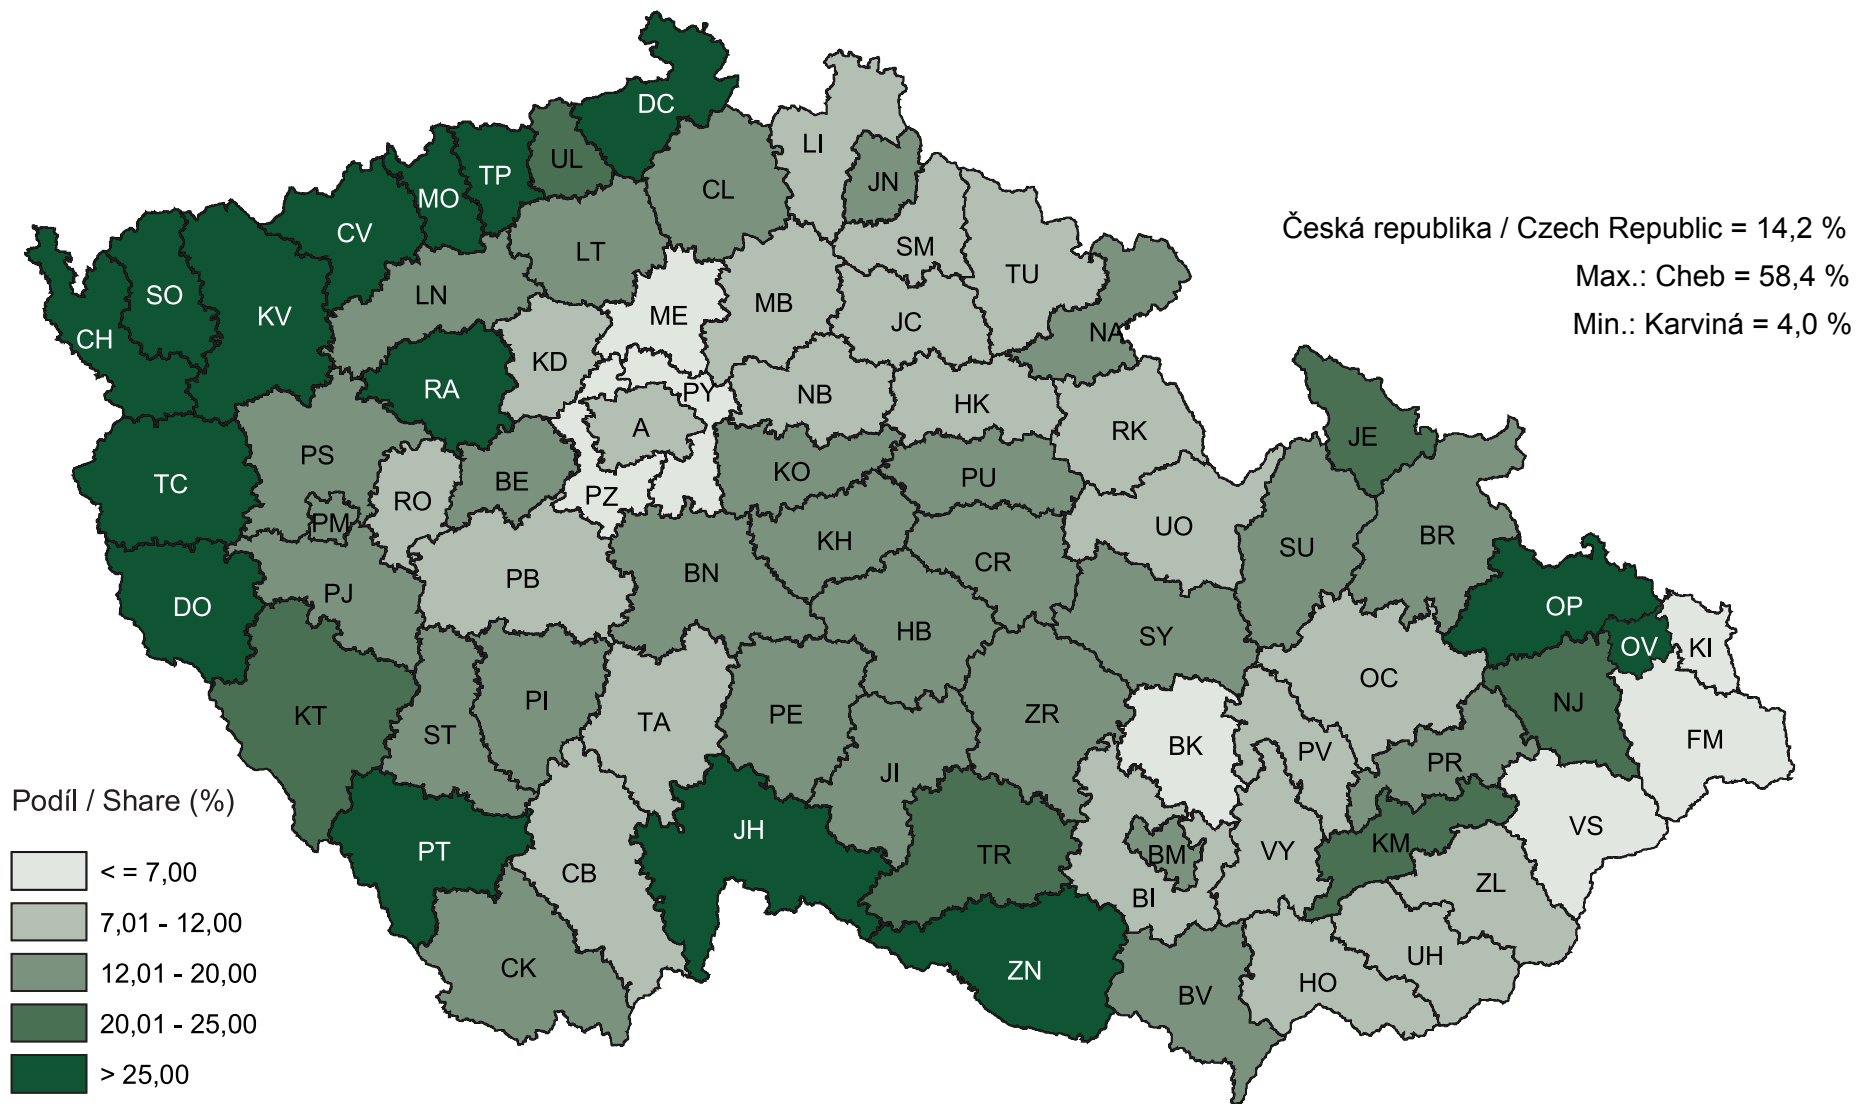 DC
LI
UL
TP
JN
CL
MO
CV
SM
LT
TU
Česká republika / Czech Republic = 14,2 %
Max.: Cheb = 58,4 %
Min.: Karviná = 4,0 %
SO
LN
KV
ME
MB
JC
NA
CH
KD
RA
PY
NB
HK
A
RK
JE
PS
TC
BE
KO
PU
RO
PZ
PM
UO
KH
SU
BR
CR
PB
BN
PJ
DO
OP
HB
SY
OV
KI
OC
KT
PI
ST
TA
PE
ZR
BK
PV
NJ
FM
JI
PR
Podíl / Share (%)
< = 7,00
7,01 - 12,00
12,01 - 20,00
20,01 - 25,00
> 25,00
PT
JH
CB
TR
BM
VY
KM
VS
BI
ZL
CK
ZN
BV
HO
UH